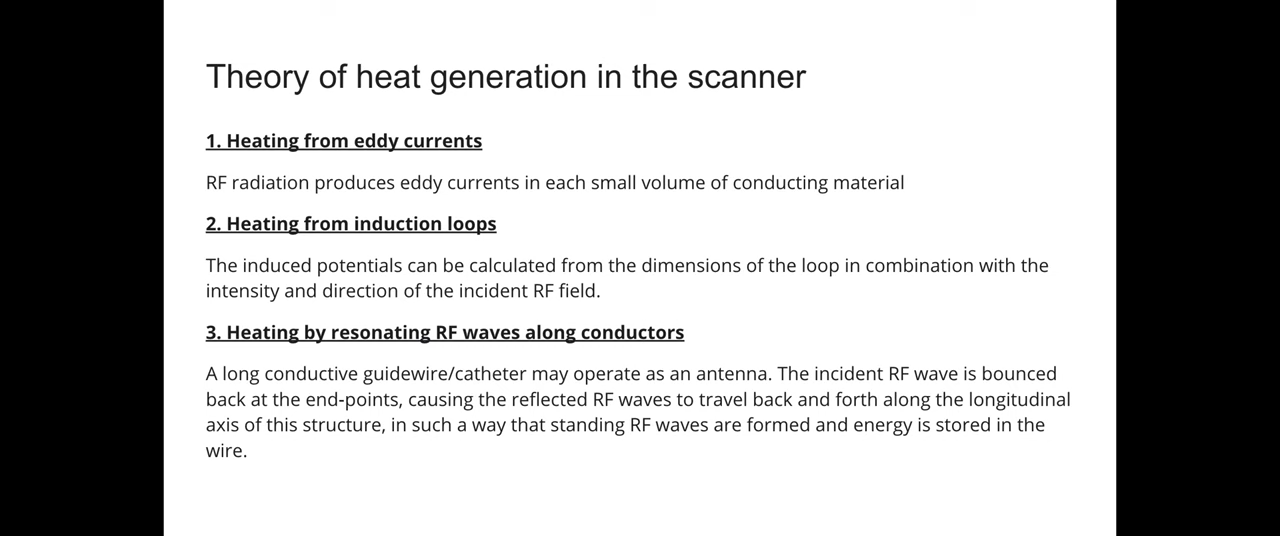 Theory of heat generation in the scanner
1. Heating from eddy currents
RF radiation produces eddy currents in each small volume of conducting material
2. Heating from induction loops
The induced potentials can be calculated from the dimensions of the loop in combination with the
intensity and direction of the incident RF field.
3. Heating by resonating RF waves along conductors
A long conductive guidewire/catheter may operate as an antenna. The incident RF wave is bounced
back at the end-points, causing the reflected RF waves to travel back and forth along the longitudinal
axis of this structure, in such a way that standing RF waves are formed and energy is stored in the
wire.